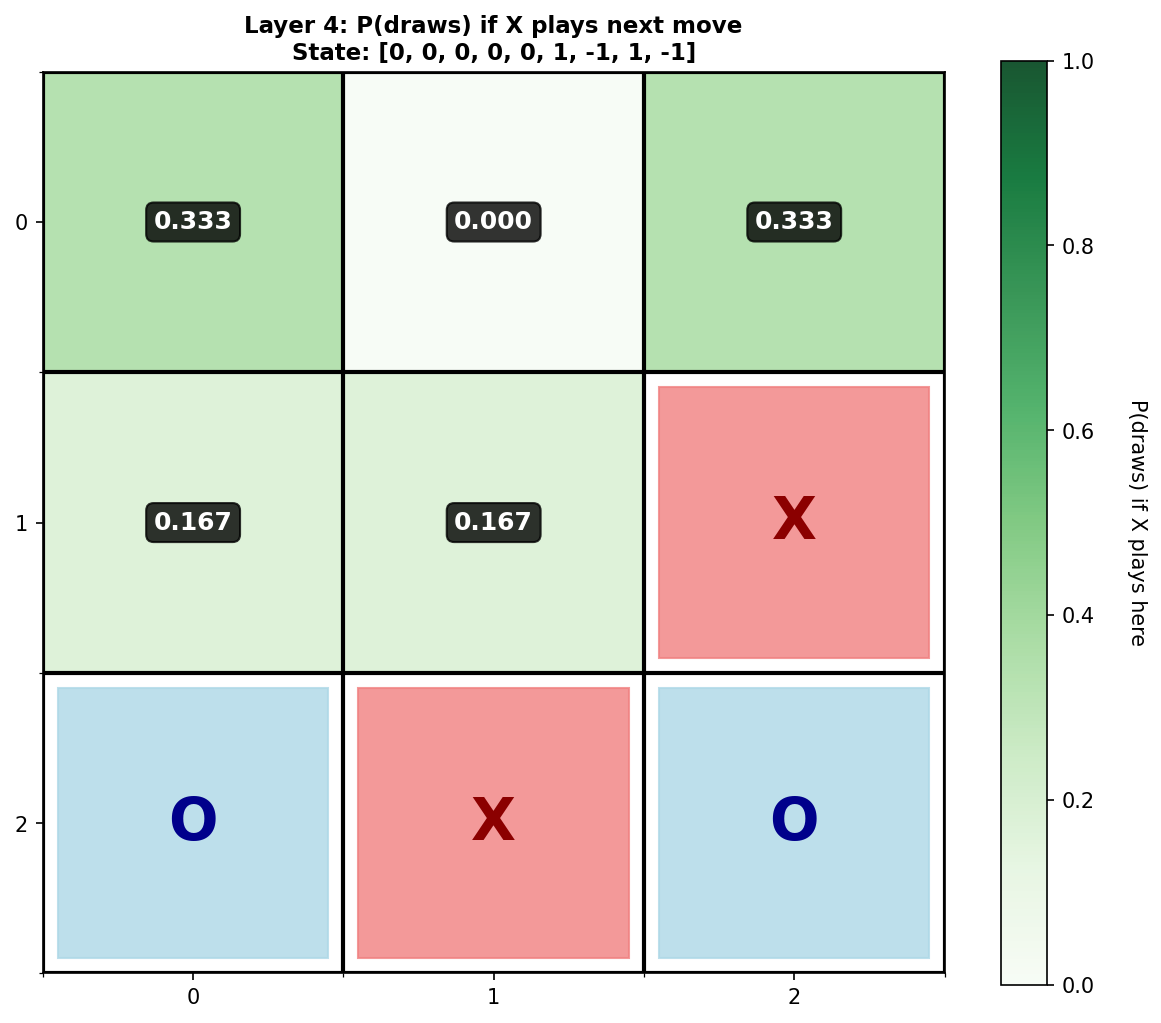 Layer 4: P(draws) if X plays next move
State: [0, 0, 0, 0, 0, 1, -1, 1, -1]
0.333
0.000
0.333
0.167
0.167
X
O
X
O
0
1
2
0
1
2
1.0
0.8
0.6
0.4
0.2
0.0
P(draws) if X plays here